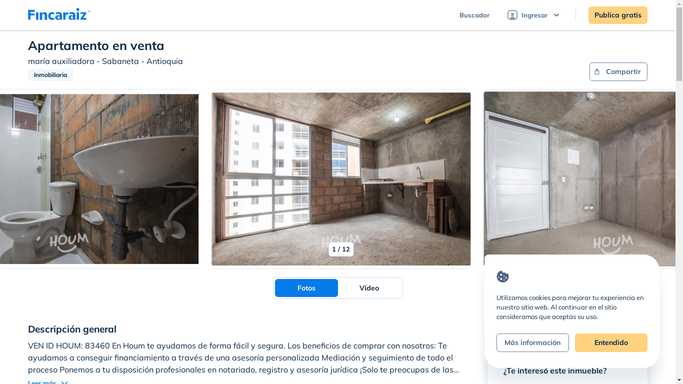 Fincaraiz
Buscador
Ingresar
Publica gratis
Apartamento en venta
maría auxiliadora - Sabaneta - Antioquia
Inmobiliaria
Compartir
HOUM
HOUM
HOUM
1 / 12
Fotos
Video
Descripción general
VEN ID HOUM: 83460 En Houm te ayudamos de forma fácil y segura. Los beneficios de comprar con nosotros: Te
ayudamos a conseguir financiamiento a través de una asesoría personalizada Mediación y seguimiento de todo el
proceso Ponemos a tu disposición profesionales en notariado, registro y asesoría jurídica ¡Solo te preocupas de las...
Leer más
Utilizamos cookies para mejorar tu experiencia en
nuestro sitio web. Al continuar en el sitio
consideramos que aceptas su uso.
Más información
Entendido
¿Te interesó este inmueble?